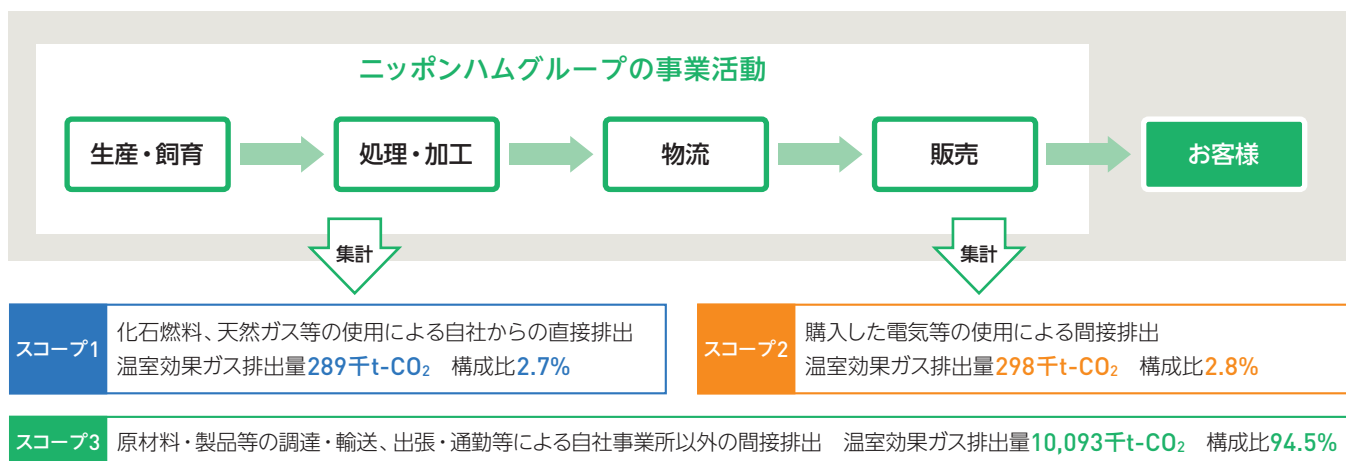 ニッポンハムグループの事業活動
生産・飼育
処理・加工
物流
販売
お客様
集計
集計
スコープ1
化石燃料、天然ガス等の使用による自社からの直接排出
温室効果ガス排出量289千t-CO₂ 構成比2.7%
スコープ2
購入した電気等の使用による間接排出
温室効果ガス排出量298千t-CO₂ 構成比2.8%
スコープ3 原材料・製品等の調達・輸送、出張・通勤等による自社事業所以外の間接排出 温室効果ガス排出量10,093千t-CO₂ 構成比94.5%